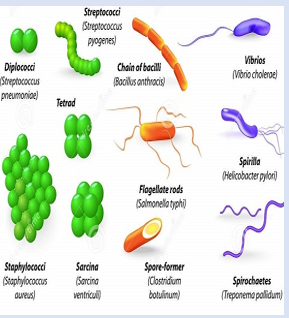 Streptococci
(Streptococcus
pyogenes)
Diplococci
(Streptococcus
pneumoniae)
Chain of bacilli
(Bacillus anthracis)
Vibrios
(Vibrio cholerae)
Tetrad
Flagellate rods
(Salmonella typhi)
Spirilla
(Helicobacter pylori)
Staphylococci
(Staphylococcus
aureus)
Sarcina
(Sarcina
ventriculi)
Spore-former
(Clostridium
botulinum)
Spirochaetes
(Treponema pallidum)